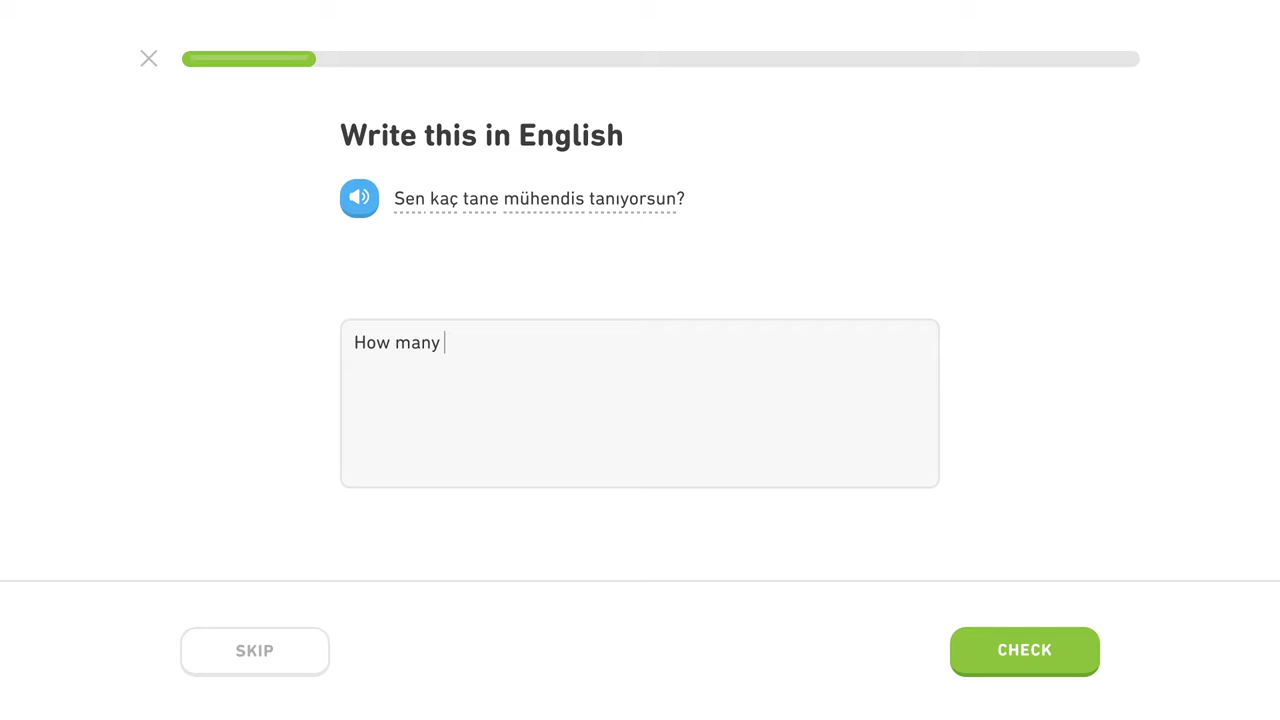 Write this in English
Sen kaç tane mühendis tanıyorsun?
How many
SKIP
CHECK